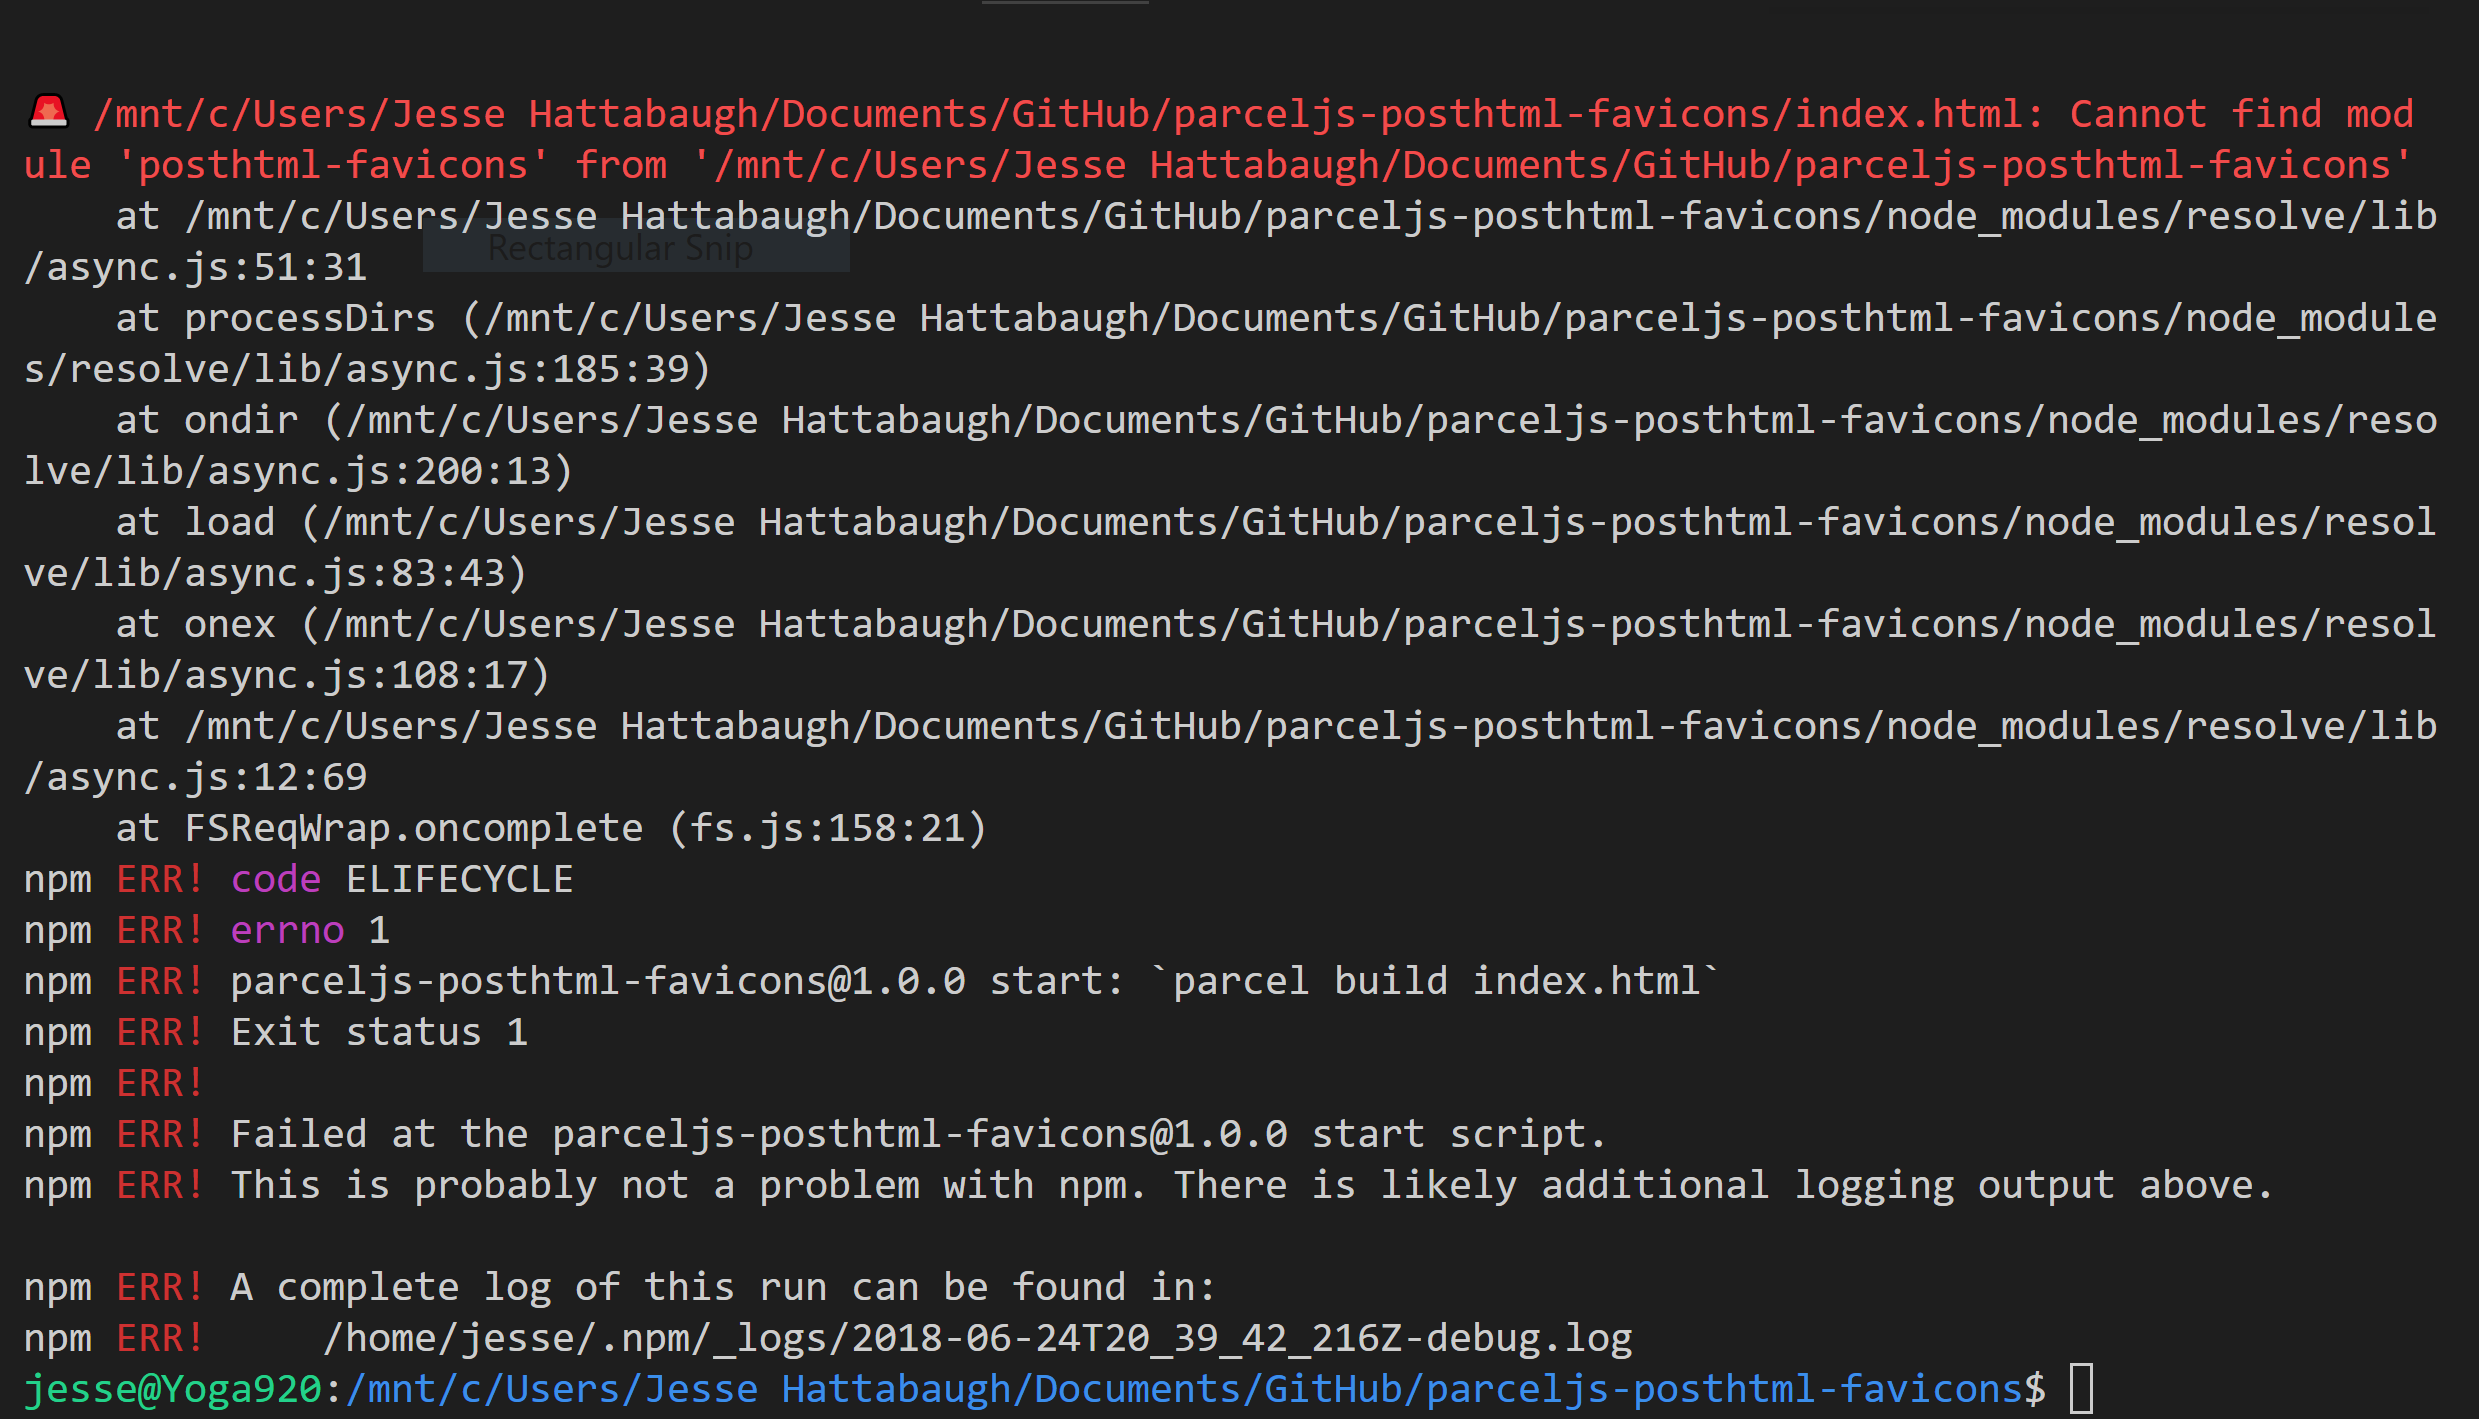 /mnt/c/Users/Jesse Hattabaugh/Documents/GitHub/parceljs-posthtml-favicons/index.html: Cannot find mod
ule 'posthtml-favicons' from '/mnt/c/Users/Jesse Hattabaugh/Documents/GitHub/parceljs-posthtml-favicons'
    at /mnt/c/Users/Jesse Hattabaugh/Documents/GitHub/parceljs-posthtml-favicons/node_modules/resolve/lib
Rectangular Snip
/async.js:51:31
    at processDirs (/mnt/c/Users/Jesse Hattabaugh/Documents/GitHub/parceljs-posthtml-favicons/node_module
s/resolve/lib/async.js:185:39)
    at ondir (/mnt/c/Users/Jesse Hattabaugh/Documents/GitHub/parceljs-posthtml-favicons/node_modules/reso
lve/lib/async.js:200:13)
    at load (/mnt/c/Users/Jesse Hattabaugh/Documents/GitHub/parceljs-posthtml-favicons/node_modules/resol
ve/lib/async.js:83:43)
    at onex (/mnt/c/Users/Jesse Hattabaugh/Documents/GitHub/parceljs-posthtml-favicons/node_modules/resol
ve/lib/async.js:108:17)
    at /mnt/c/Users/Jesse Hattabaugh/Documents/GitHub/parceljs-posthtml-favicons/node_modules/resolve/lib
/async.js:12:69
    at FSReqWrap.oncomplete (fs.js:158:21)
npm ERR! code ELIFECYCLE
npm ERR! errno 1
npm ERR! parceljs-posthtml-favicons@1.0.0 start: `parcel build index.html`
npm ERR! Exit status 1
npm ERR!
npm ERR! Failed at the parceljs-posthtml-favicons@1.0.0 start script.
npm ERR! This is probably not a problem with npm. There is likely additional logging output above.
npm ERR! A complete log of this run can be found in:
npm ERR!     /home/jesse/.npm/_logs/2018-06-24T20_39_42_216Z-debug.log
jesse@Yoga920:/mnt/c/Users/Jesse Hattabaugh/Documents/GitHub/parceljs-posthtml-favicons$